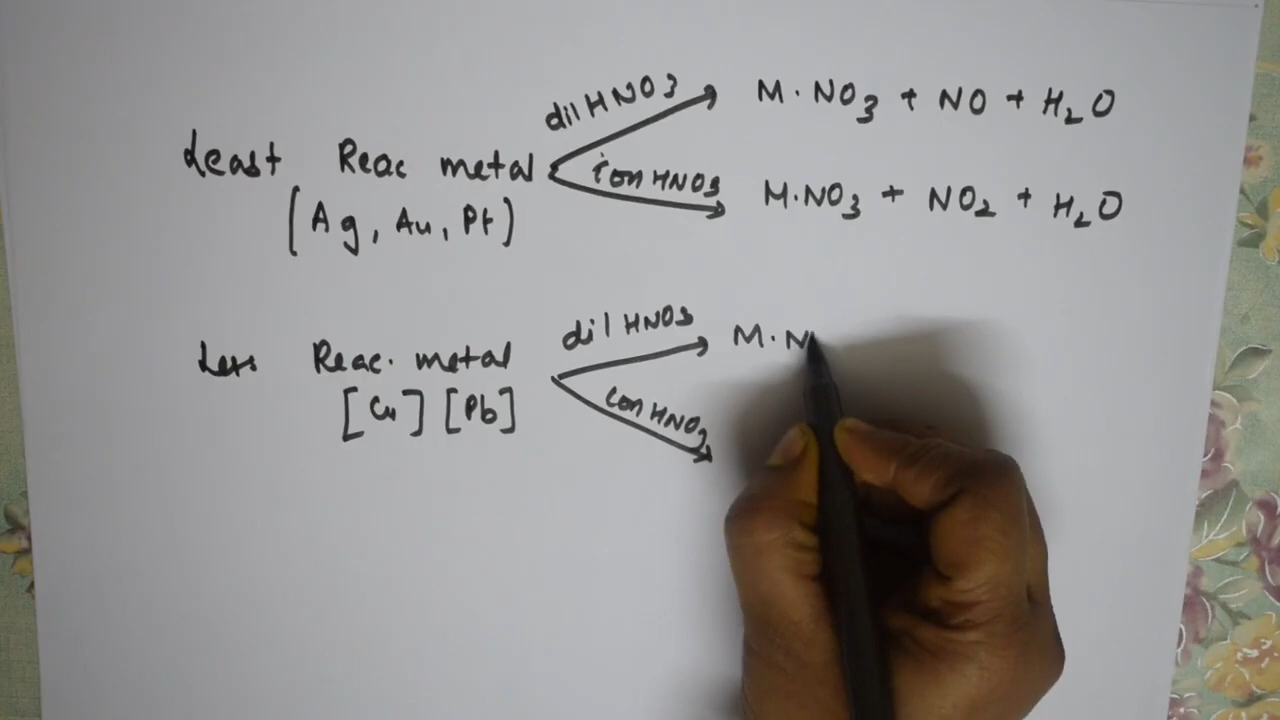 dil HNO3 M·NO3 + NO + H2O
Least Reac metal
con HNO3 M·NO3 + NO2 + H2O
[Ag, Au, Pt]
dil HNO3 M·N
Less Reac. metal
[Cu] [Pb] con HNO3